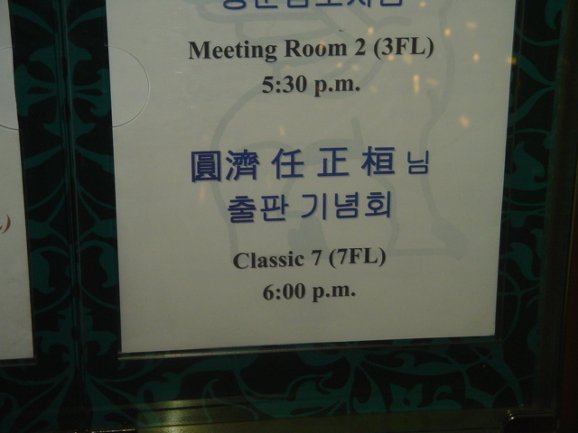 Meeting Room 2 (3FL)
5:30 p.m.
圓濟 任 正 桓 님
출판 기념회
Classic 7 (7FL)
6:00 p.m.